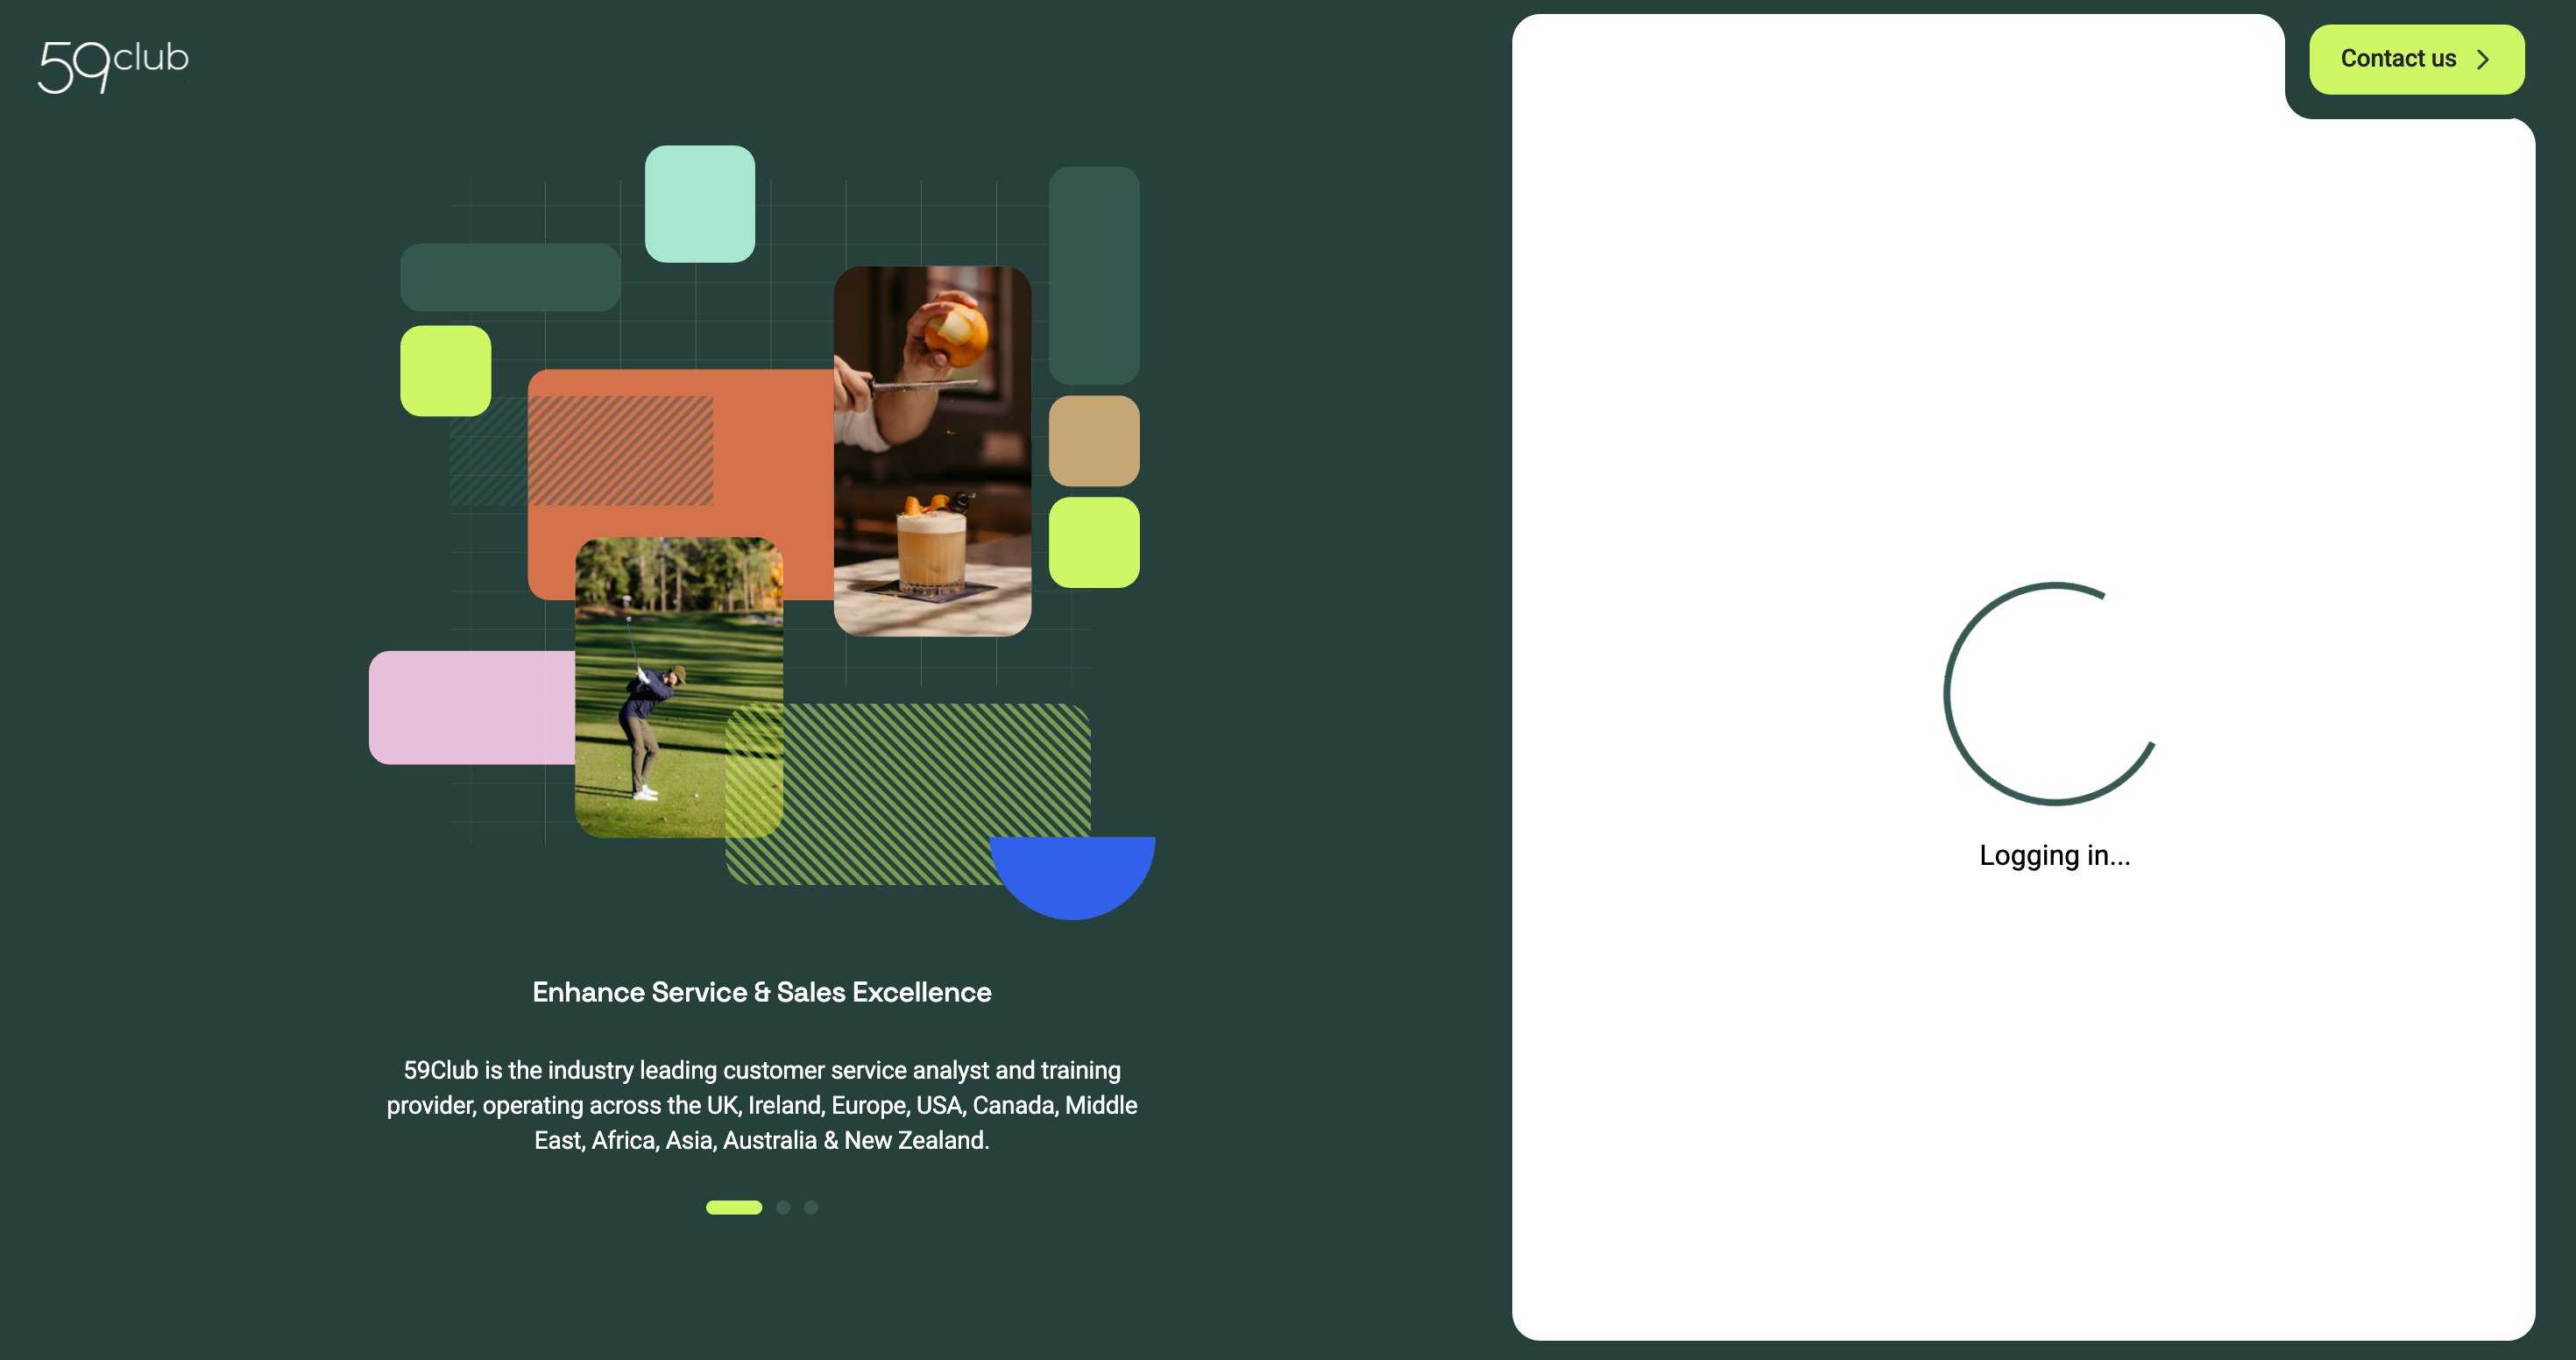 59club
Contact us
Enhance Service & Sales Excellence
59Club is the industry leading customer service analyst and training
provider, operating across the UK, Ireland, Europe, USA, Canada, Middle
East, Africa, Asia, Australia & New Zealand.
Logging in...